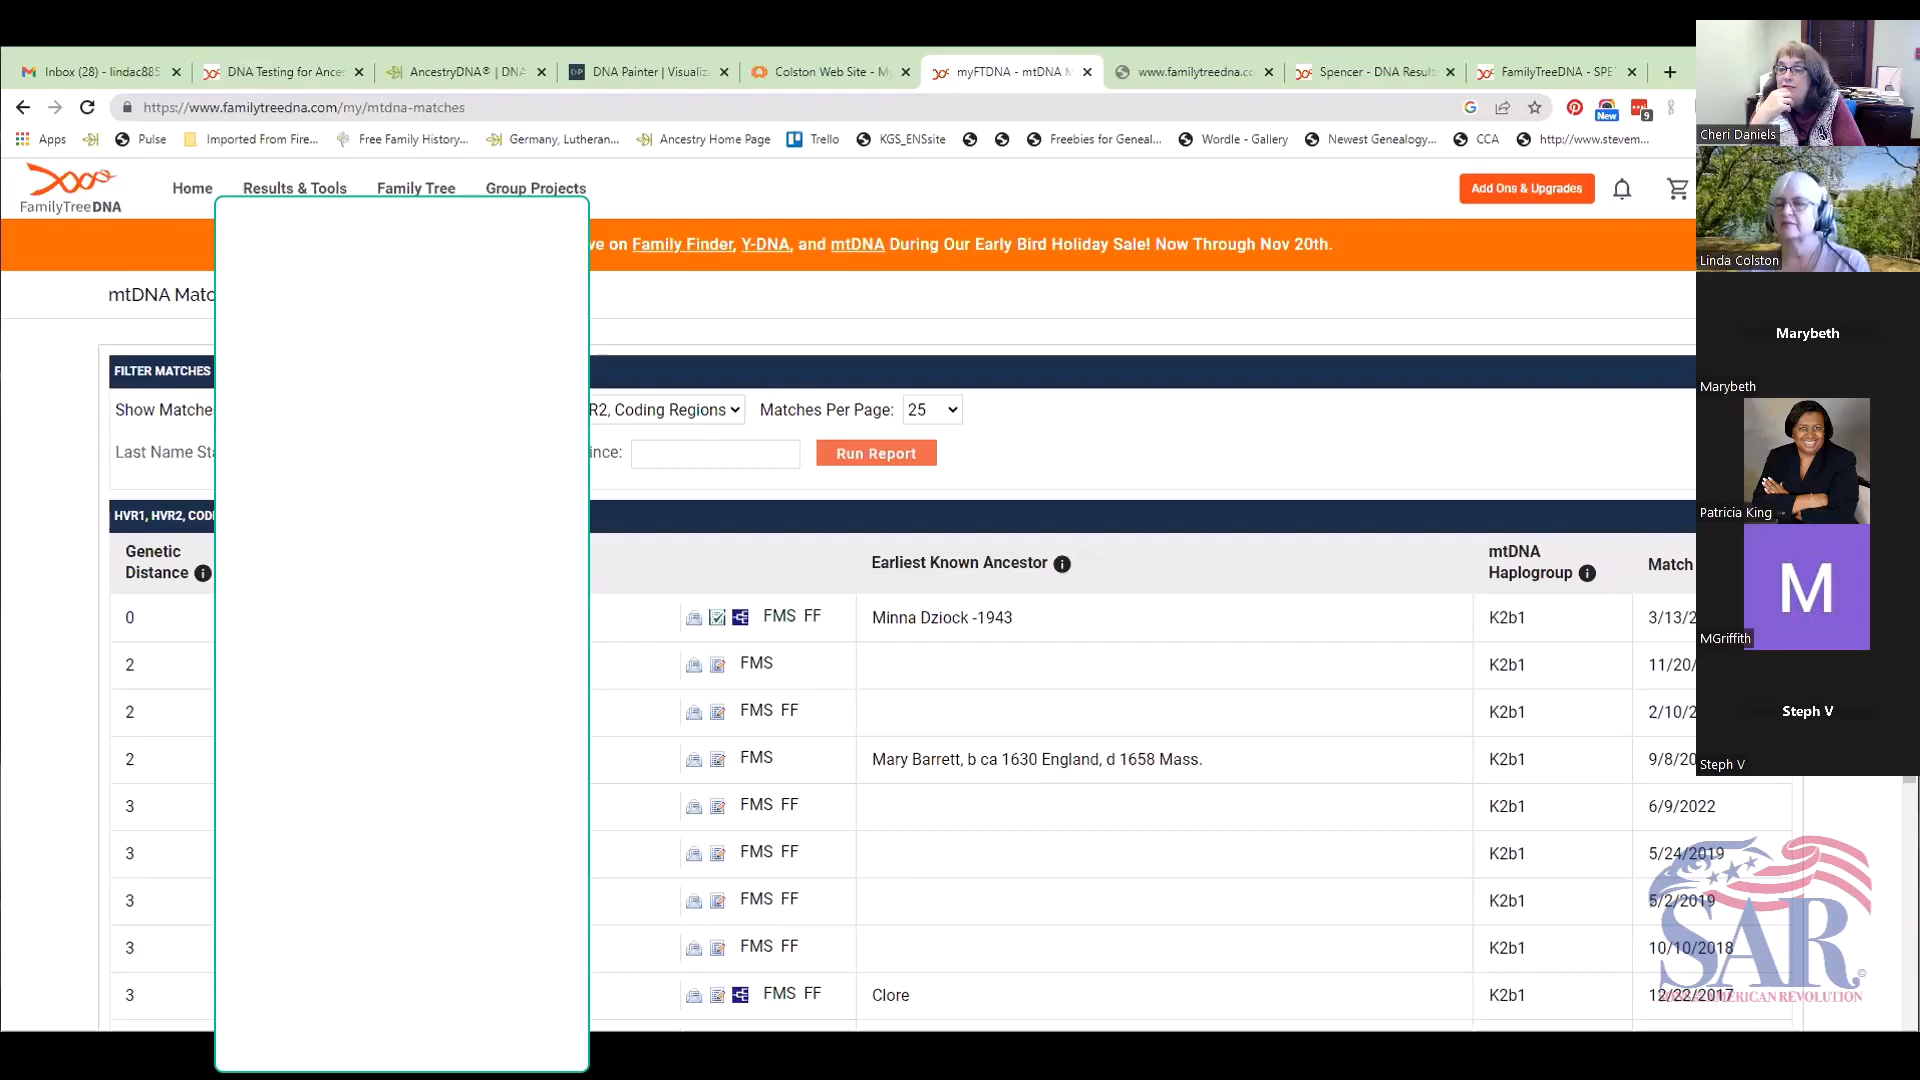 Inbox (28) - lindac885
DNA Testing for Ance
AncestryDNA® | DNA
DNA Painter | Visualiz
Colston Web Site - My
myFTDNA - mtDNA M
www.familytreedna.cc
Spencer - DNA Result
FamilyTreeDNA - SPE
https://www.familytreedna.com/my/mtdna-matches
New
9
Apps
Pulse
Imported From Fire...
Free Family History...
Germany, Lutheran...
Ancestry Home Page
Trello
KGS_ENSsite
Freebies for Geneal...
Wordle - Gallery
Newest Genealogy...
CCA
http://www.stevem...
FamilyTreeDNA
Home
Results & Tools
Family Tree
Group Projects
Add Ons & Upgrades
ve on Family Finder, Y-DNA, and mtDNA During Our Early Bird Holiday Sale! Now Through Nov 20th.
mtDNA Matc
FILTER MATCHES
Show Matche
R2, Coding Regions
Matches Per Page: 25
Last Name Sta
ince:
Run Report
HVR1, HVR2, CODI
Genetic Distance
Earliest Known Ancestor
mtDNA Haplogroup
Match
0 FMS FF Minna Dziock -1943 K2b1 3/13/2
2 FMS K2b1 11/20/
2 FMS FF K2b1 2/10/2
2 FMS Mary Barrett, b ca 1630 England, d 1658 Mass. K2b1 9/8/20
3 FMS FF K2b1 6/9/2022
3 FMS FF K2b1 5/24/2019
3 FMS FF K2b1 5/2/2019
3 FMS FF K2b1 10/10/2018
3 FMS FF Clore K2b1 12/22/2017
Cheri Daniels
Linda Colston
Marybeth
Marybeth
Patricia King
M
MGriffith
Steph V
Steph V
SAR
AMERICAN REVOLUTION